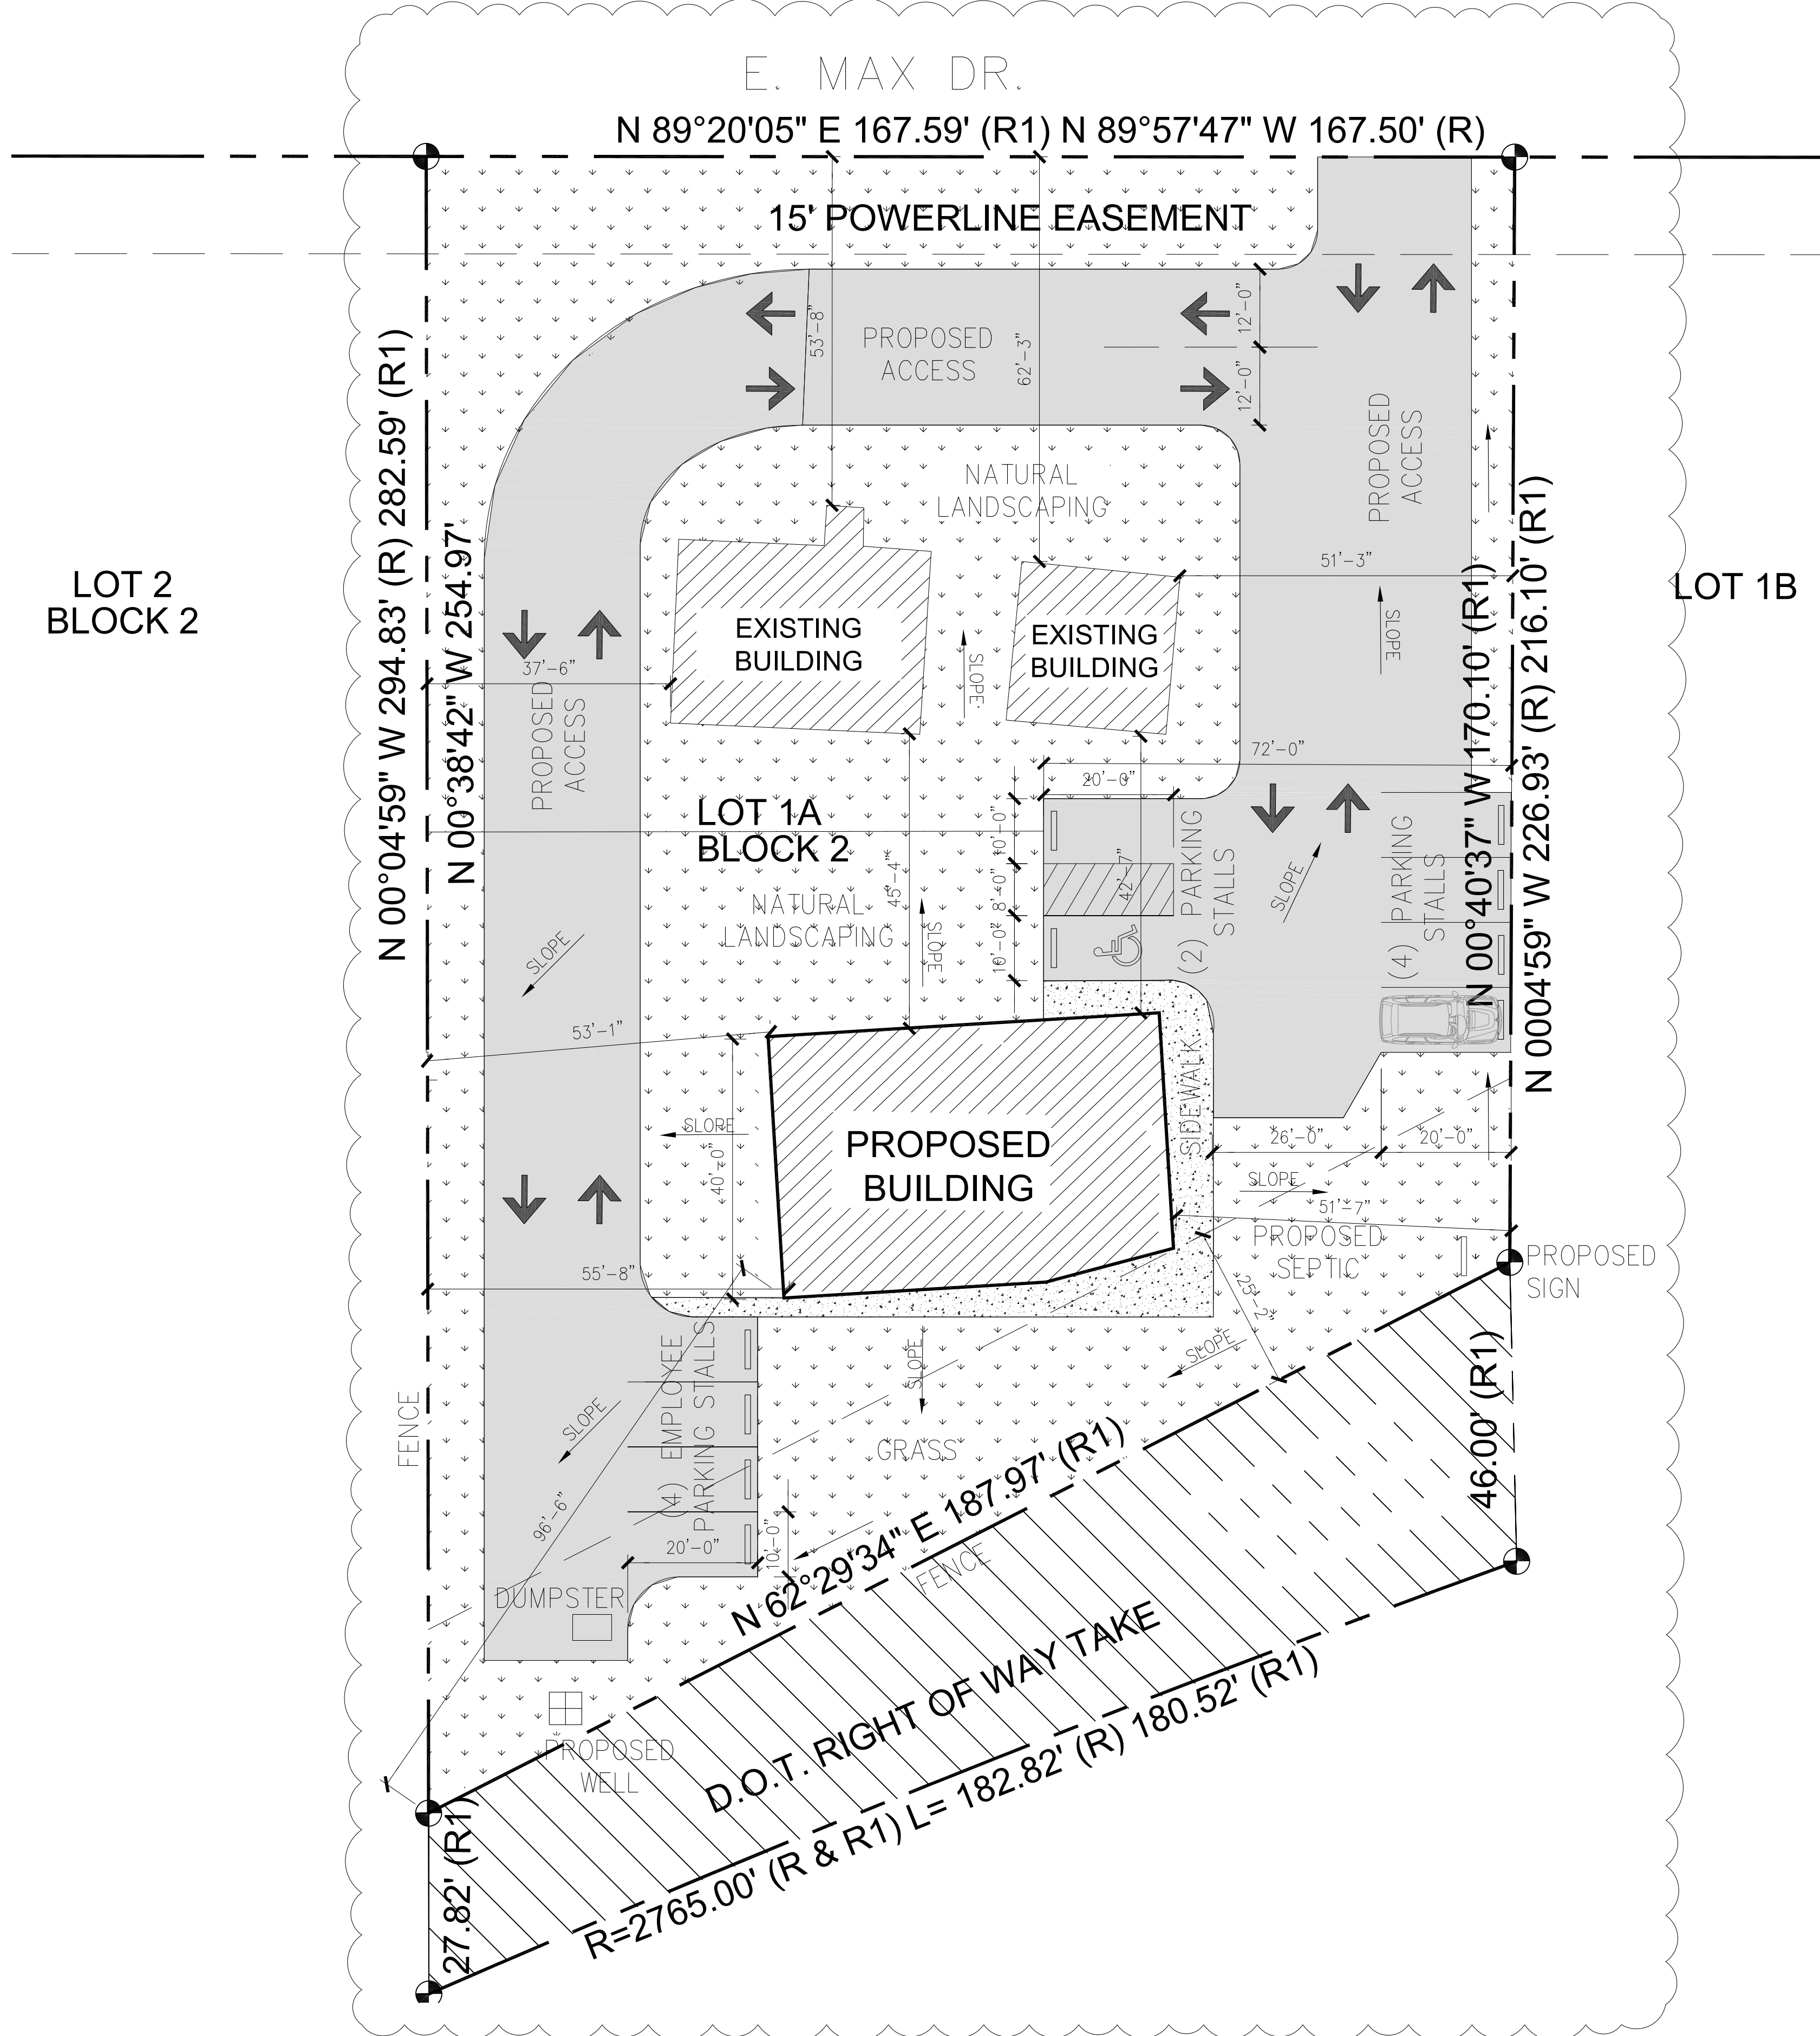 E. MAX DR.
N 89°20'05" E 167.59' (R1) N 89°57'47" W 167.50' (R)
15' POWERLINE EASEMENT
12'-0"
53'-8"
PROPOSED
ACCESS
62'-3"
12'-0"
PROPOSED
ACCESS
NATURAL
LANDSCAPING
N 00°04'59" W 294.83' (R) 282.59' (R1)
N 00°38'42" W 254.97'
LOT 2
BLOCK 2
EXISTING
BUILDING
EXISTING
BUILDING
51'-3"
LOT 1B
SLOPE
SLOPE
37'-6"
PROPOSED
ACCESS
N 00°40'37" W 170.10' (R1)
N 0004'59" W 226.93' (R) 216.10' (R1)
72'-0"
20'-0"
LOT 1A
BLOCK 2
10'-0"
8'-0"
10'-0"
45'-4"
42'-7"
(2) PARKING
STALLS
(4) PARKING
STALLS
SLOPE
NATURAL
LANDSCAPING
SLOPE
SLOPE
53'-1"
SLOPE
40'-0"
PROPOSED
BUILDING
SIDEWALK
26'-0"
20'-0"
SLOPE
51'-7"
PROPOSED
SEPTIC
PROPOSED
SIGN
55'-8"
25'-2"
SLOPE
SLOPE
(4) EMPLOYEE
PARKING STALLS
FENCE
SLOPE
GRASS
46.00' (R1)
96'-6"
20'-0"
10'-0"
N 62°29'34" E 187.97' (R1)
FENCE
DUMPSTER
D.O.T. RIGHT OF WAY TAKE
PROPOSED
WELL
R=2765.00' (R & R1) L= 182.82' (R) 180.52' (R1)
27.82' (R1)